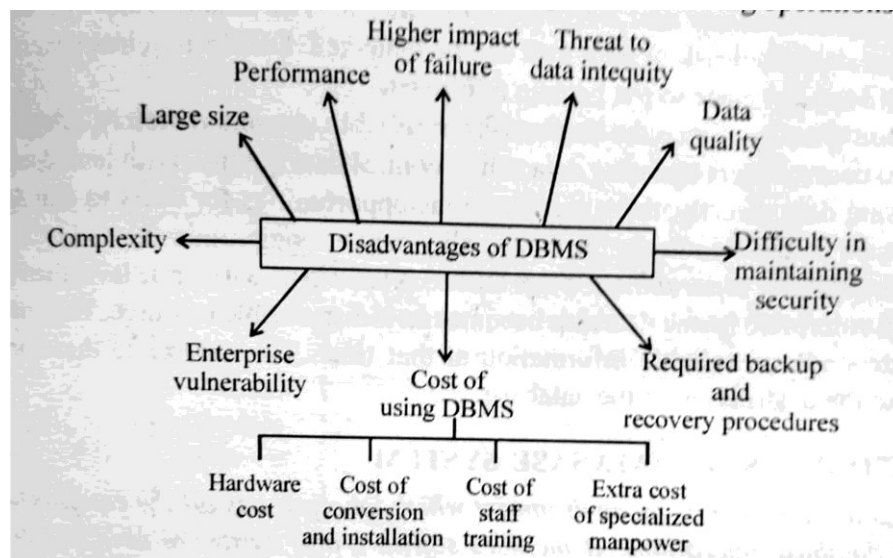 operations
Higher impact
of failure
Threat to
data intequity
Performance
Large size
Data
quality
Complexity
Disadvantages of DBMS
Difficulty in
maintaining
security
Enterprise
vulnerability
Cost of
using DBMS
Required backup
and
recovery procedures
Hardware
cost
Cost of
conversion
and installation
Cost of
staff
training
Extra cost
of specialized
manpower